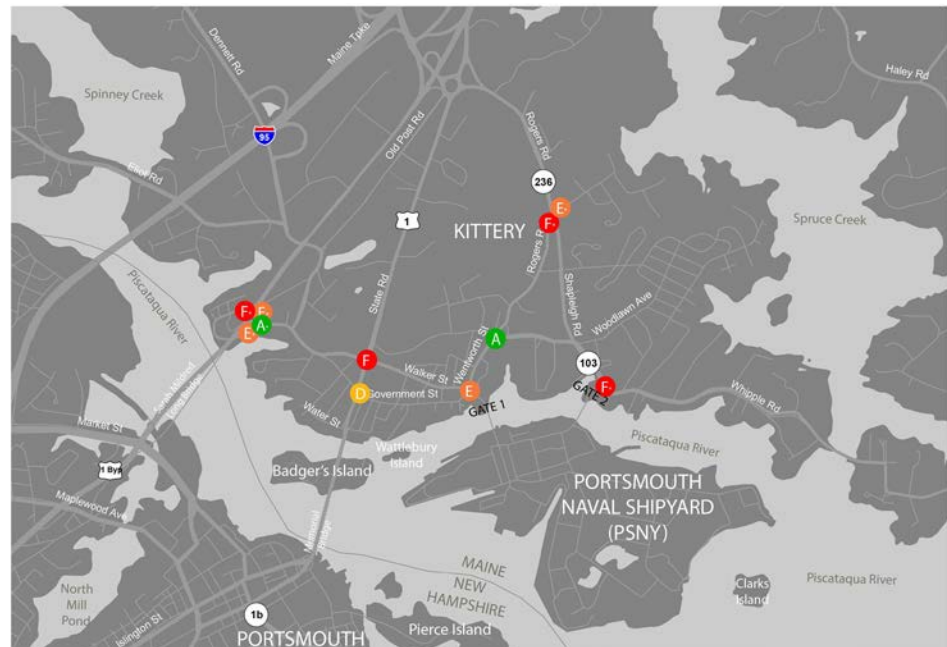 Dennett Rd
Maine Tpke
Haley Rd
Spinney Creek
95
Old Post Rd
Rogers Rd
Eliot Rd
236
E*
F*
1
KITTERY
Rogers R
Spruce Creek
State Rd
Shapleigh Rd
Piscataqua River
F*
A*
E*
Woodlawn Ave
A
Wentworth St
F
Walker St
103
Sarah Mildred
Long Bridge
D
Government St
E
GATE 1
GATE 2
F*
Whipple Rd
Water St
Market St
Wattlebury
Island
Piscataqua River
1 Byp
Badger's Island
PORTSMOUTH
NAVAL SHIPYARD
(PSNY)
Maplewood Ave
Memorial
Bridge
MAINE
NEW
HAMPSHIRE
Clarks
Island
Piscataqua River
North
Mill
Pond
Islington St
1b
PORTSMOUTH
Pierce Island